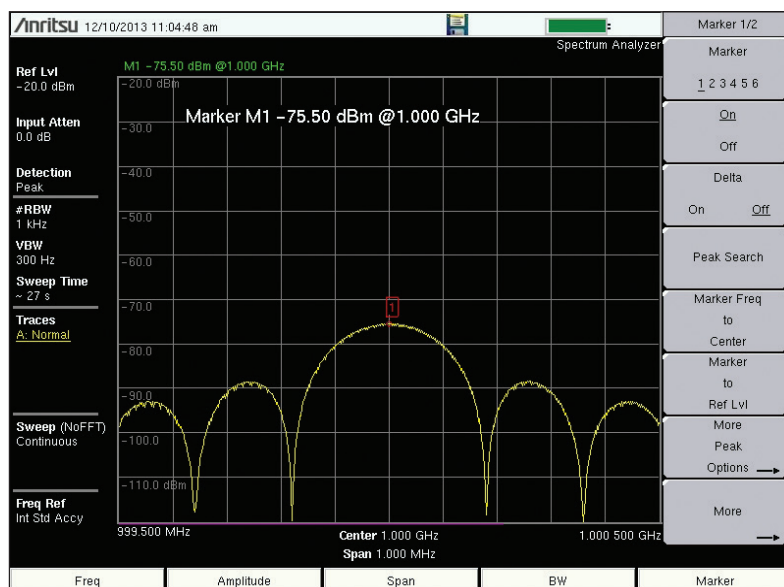 /inritsu 12/10/2013 11:04:48 am
Spectrum Analyzer
M1 -75.50 dBm @1.000 GHz
Ref Lvl
-20.0 dBm
Input Atten
0.0 dB
Detection
Peak
#RBW
1 kHz
VBW
300 Hz
Sweep Time
~ 27 s
Traces
A: Normal
Sweep (NoFFT)
Continuous
Freq Ref
Int Std Accy
-20.0 dBm
Marker M1 -75.50 dBm @1.000 GHz
-30.0
-40.0
-50.0
-60.0
-70.0
1
-80.0
-90.0
-100.0
-110.0 dBm
999.500 MHz
Center 1.000 GHz
1.000 500 GHz
Span 1.000 MHz
Marker 1/2
Marker
1 2 3 4 5 6
On
Off
Delta
On Off
Peak Search
Marker Freq
to
Center
Marker
to
Ref Lvl
More
Peak
Options
More
Freq
Amplitude
Span
BW
Marker